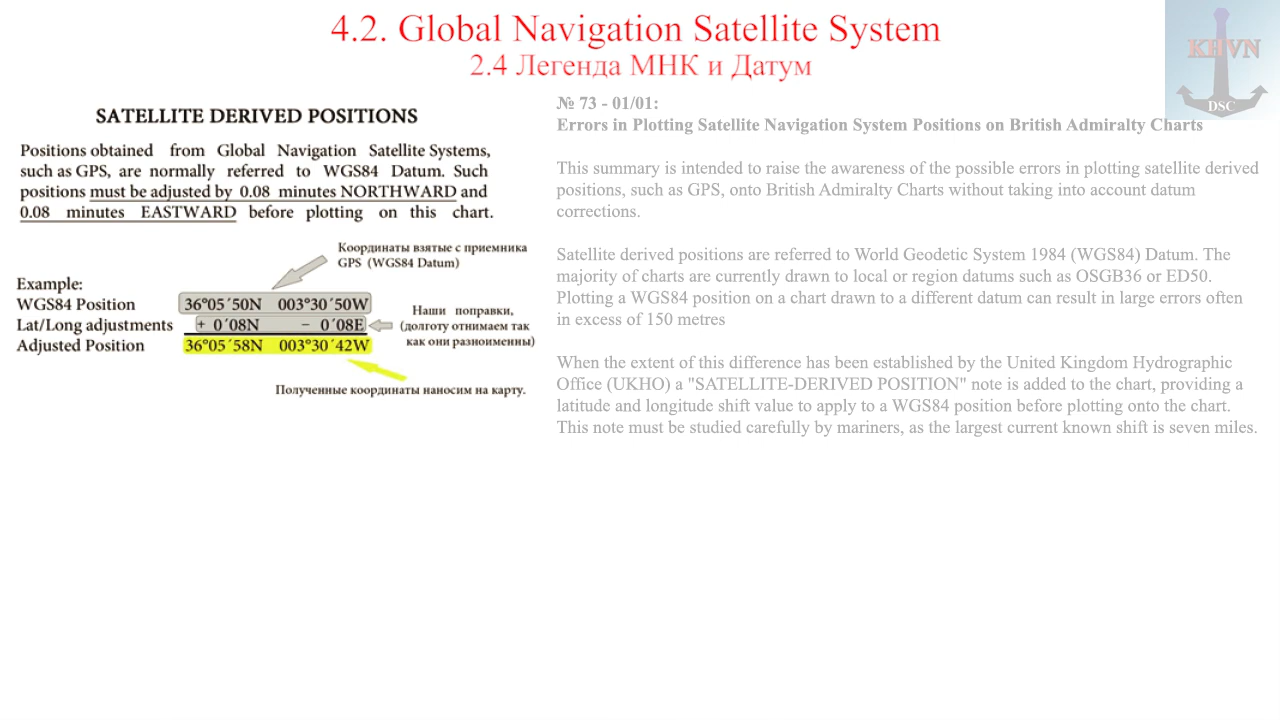 4.2. Global Navigation Satellite System
2.4 Легенда МНК и Датум
KHVN
DSC
SATELLITE DERIVED POSITIONS
Positions obtained from Global Navigation Satellite Systems,
such as GPS, are normally referred to WGS84 Datum. Such
positions must be adjusted by 0.08 minutes NORTHWARD and
0.08 minutes EASTWARD before plotting on this chart.
Координаты взятые с приемника
GPS (WGS84 Datum)
Example:
WGS84 Position 36°05´50N 003°30´50W
Lat/Long adjustments + 0´08N − 0´08E
Adjusted Position 36°05´58N 003°30´42W
Наши поправки,
(долготу отнимаем так
как они разноименны)
Полученные координаты наносим на карту.
№ 73 - 01/01:
Errors in Plotting Satellite Navigation System Positions on British Admiralty Charts
This summary is intended to raise the awareness of the possible errors in plotting satellite derived
positions, such as GPS, onto British Admiralty Charts without taking into account datum
corrections.
Satellite derived positions are referred to World Geodetic System 1984 (WGS84) Datum. The
majority of charts are currently drawn to local or region datums such as OSGB36 or ED50.
Plotting a WGS84 position on a chart drawn to a different datum can result in large errors often
in excess of 150 metres
When the extent of this difference has been established by the United Kingdom Hydrographic
Office (UKHO) a "SATELLITE-DERIVED POSITION" note is added to the chart, providing a
latitude and longitude shift value to apply to a WGS84 position before plotting onto the chart.
This note must be studied carefully by mariners, as the largest current known shift is seven miles.